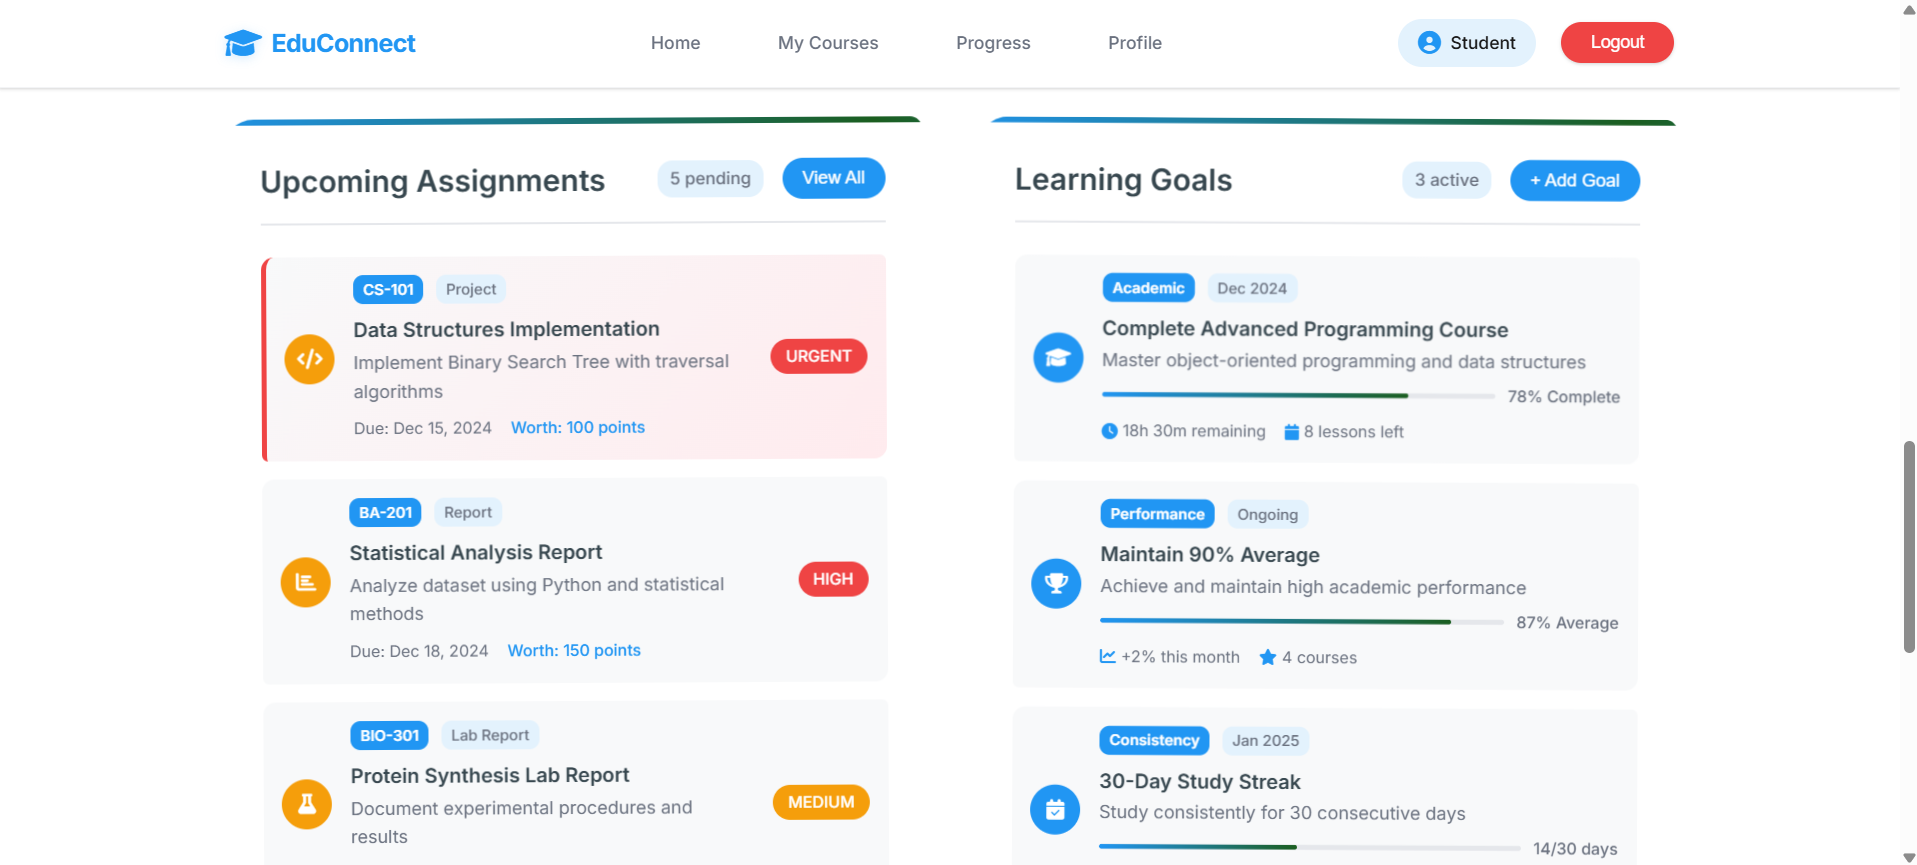 EduConnect
Home
My Courses
Progress
Profile
Student
Logout
Upcoming Assignments
5 pending
View All
CS-101
Project
Data Structures Implementation
Implement Binary Search Tree with traversal
algorithms
Due: Dec 15, 2024
Worth: 100 points
URGENT
BA-201
Report
Statistical Analysis Report
Analyze dataset using Python and statistical
methods
Due: Dec 18, 2024
Worth: 150 points
HIGH
BIO-301
Lab Report
Protein Synthesis Lab Report
Document experimental procedures and
results
MEDIUM
Learning Goals
3 active
+ Add Goal
Academic
Dec 2024
Complete Advanced Programming Course
Master object-oriented programming and data structures
78% Complete
18h 30m remaining
8 lessons left
Performance
Ongoing
Maintain 90% Average
Achieve and maintain high academic performance
87% Average
+2% this month
4 courses
Consistency
Jan 2025
30-Day Study Streak
Study consistently for 30 consecutive days
14/30 days